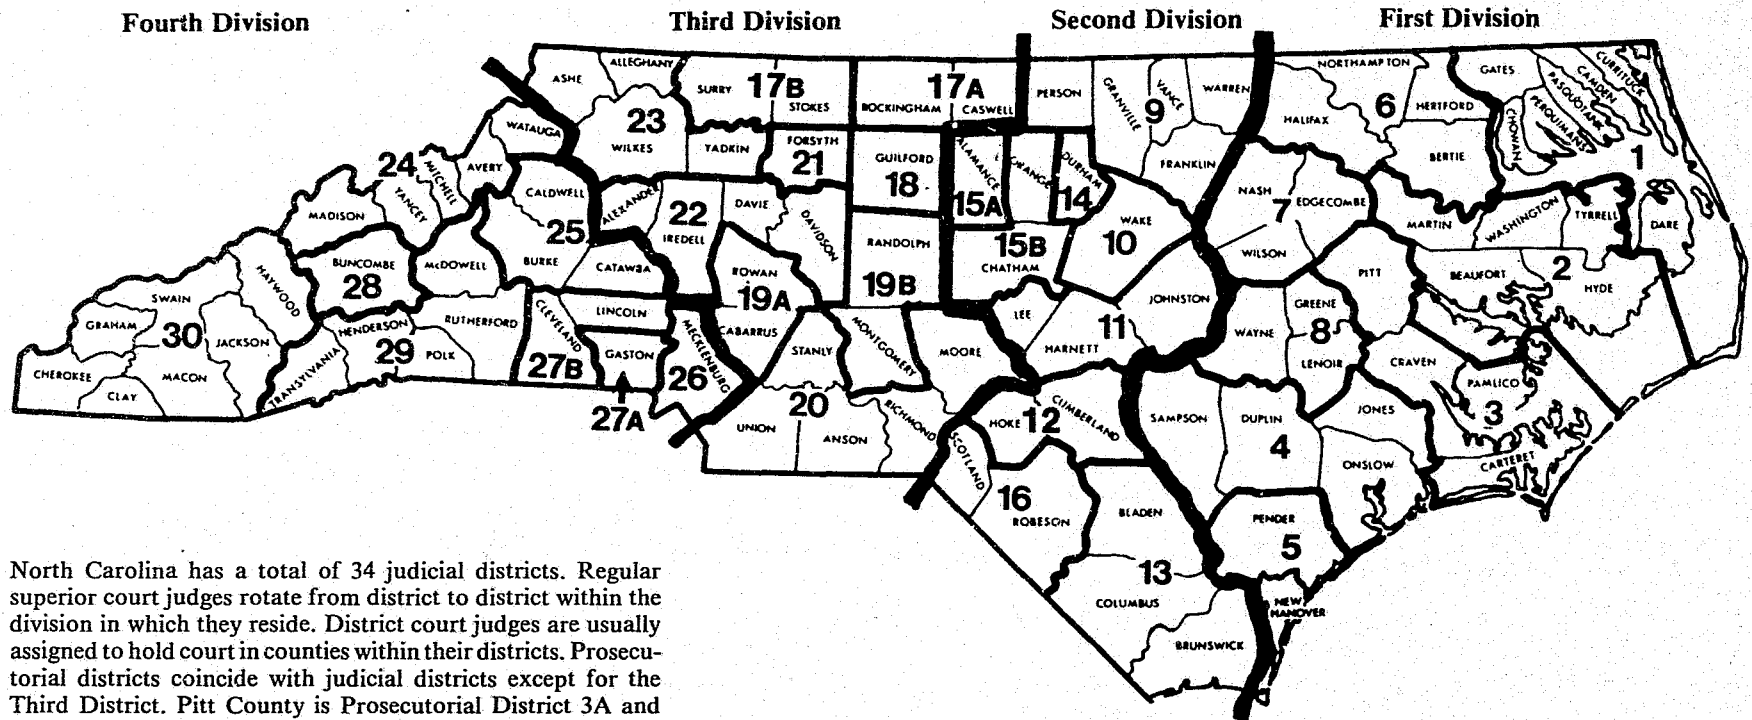 Fourth Division Third Division Second Division First Division
ASHE ALLEGHANY SURRY 17B STOKES 17A ROCKINGHAM CASWELL PERSON GRANVILLE VANCE 9 WARREN NORTHAMPTON 6 HERTFORD GATES CAMDEN CURRITUCK PASQUOTANK PERQUIMANS CHOWAN 1
WATAUGA 23 WILKES YADKIN FORSYTH 21 GUILFORD 18 ALAMANCE 15A ORANGE DURHAM 14 FRANKLIN HALIFAX BERTIE
24 MITCHELL AVERY YANCEY MADISON CALDWELL ALEXANDER 22 IREDELL DAVIE DAVIDSON RANDOLPH 19B 15B CHATHAM WAKE 10 NASH 7 EDGECOMBE WILSON MARTIN WASHINGTON TYRRELL DARE
25 BURKE CATAWBA McDOWELL BUNCOMBE 28 HAYWOOD ROWAN 19A CABARRUS LEE JOHNSTON 11 HARNETT PITT BEAUFORT 2 HYDE
SWAIN GRAHAM 30 JACKSON CHEROKEE MACON CLAY TRANSYLVANIA HENDERSON 29 POLK RUTHERFORD CLEVELAND 27B LINCOLN GASTON 27A MECKLENBURG 26 STANLY MONTGOMERY MOORE WAYNE GREENE 8 LENOIR CRAVEN PAMLICO 3
20 UNION ANSON RICHMOND SCOTLAND HOKE 12 CUMBERLAND SAMPSON DUPLIN 4 JONES ONSLOW CARTERET
16 ROBESON BLADEN 13 COLUMBUS BRUNSWICK PENDER 5 NEW HANOVER
North Carolina has a total of 34 judicial districts. Regular
superior court judges rotate from district to district within the
division in which they reside. District court judges are usually
assigned to hold court in counties within their districts. Prosecu-
torial districts coincide with judicial districts except for the
Third District. Pitt County is Prosecutorial District 3A and